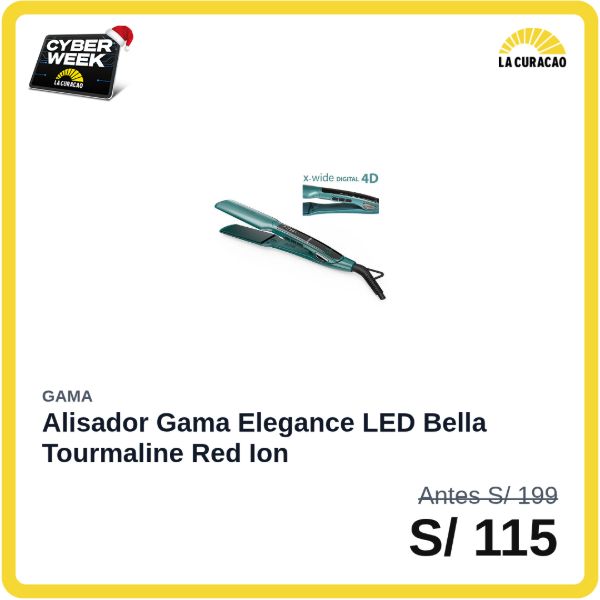 CYBER
WEEK
LA CURACAO
LA CURACAO
x-wide DIGITAL 4D
GAMA
Alisador Gama Elegance LED Bella
Tourmaline Red Ion
Antes S/ 199
S/ 115